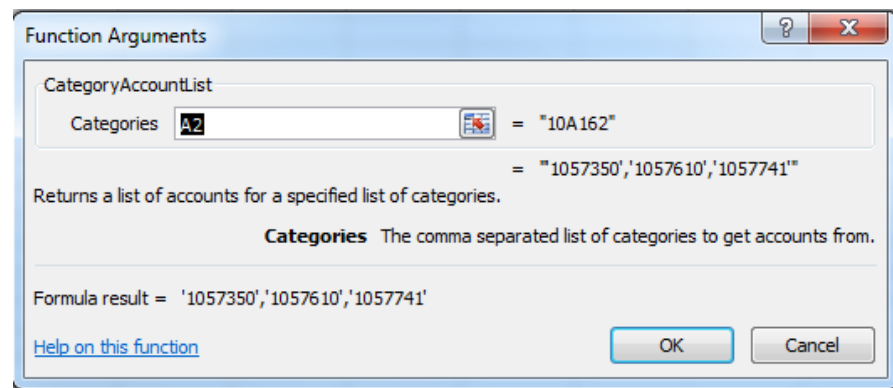 Function Arguments
CategoryAccountList
Categories A2 = "10A162"
= "'1057350','1057610','1057741'"
Returns a list of accounts for a specified list of categories.
Categories The comma separated list of categories to get accounts from.
Formula result = '1057350','1057610','1057741'
Help on this function OK Cancel